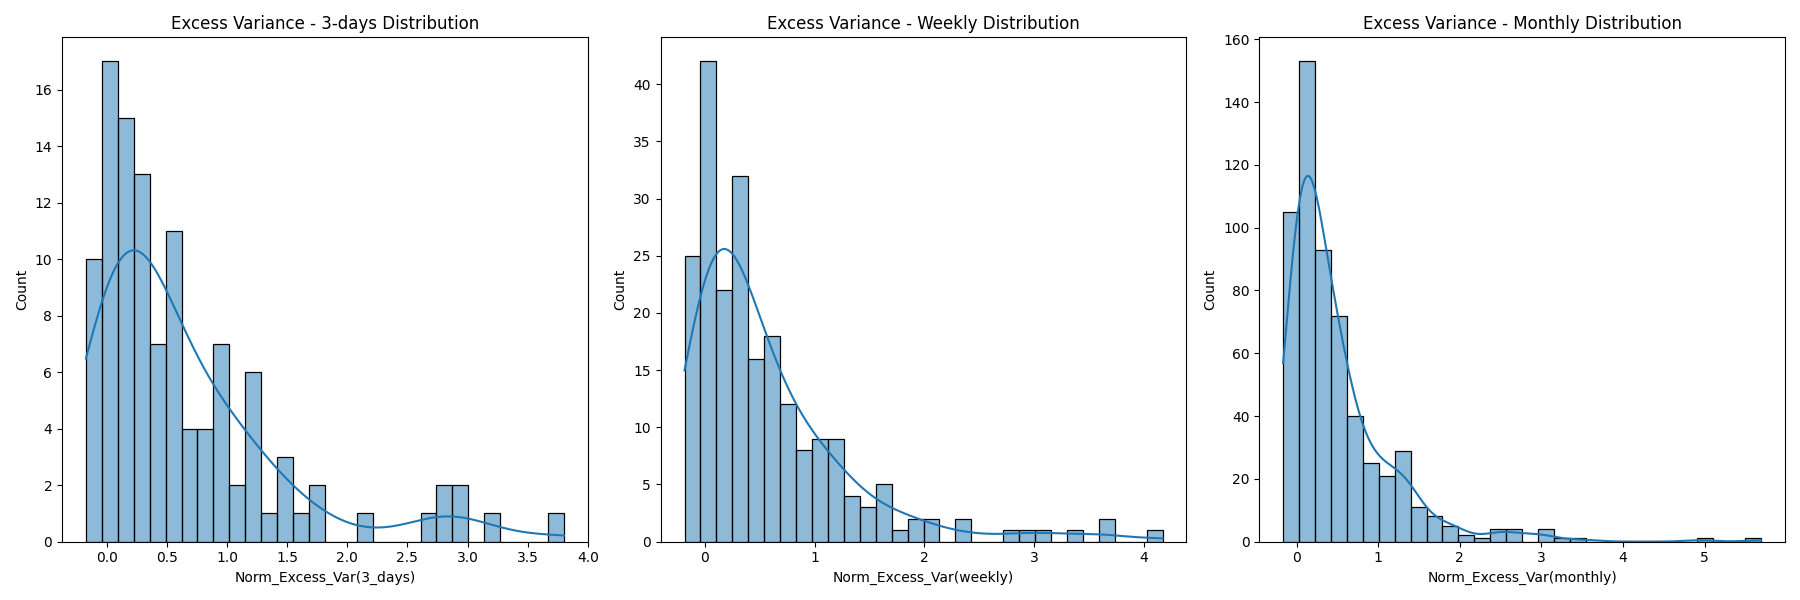 Excess Variance - 3-days Distribution
Count
16
14
12
10
8
6
4
2
0
0.0 0.5 1.0 1.5 2.0 2.5 3.0 3.5 4.0
Norm_Excess_Var(3_days)
Excess Variance - Weekly Distribution
Count
40
35
30
25
20
15
10
5
0
0 1 2 3 4
Norm_Excess_Var(weekly)
Excess Variance - Monthly Distribution
Count
160
140
120
100
80
60
40
20
0
0 1 2 3 4 5
Norm_Excess_Var(monthly)